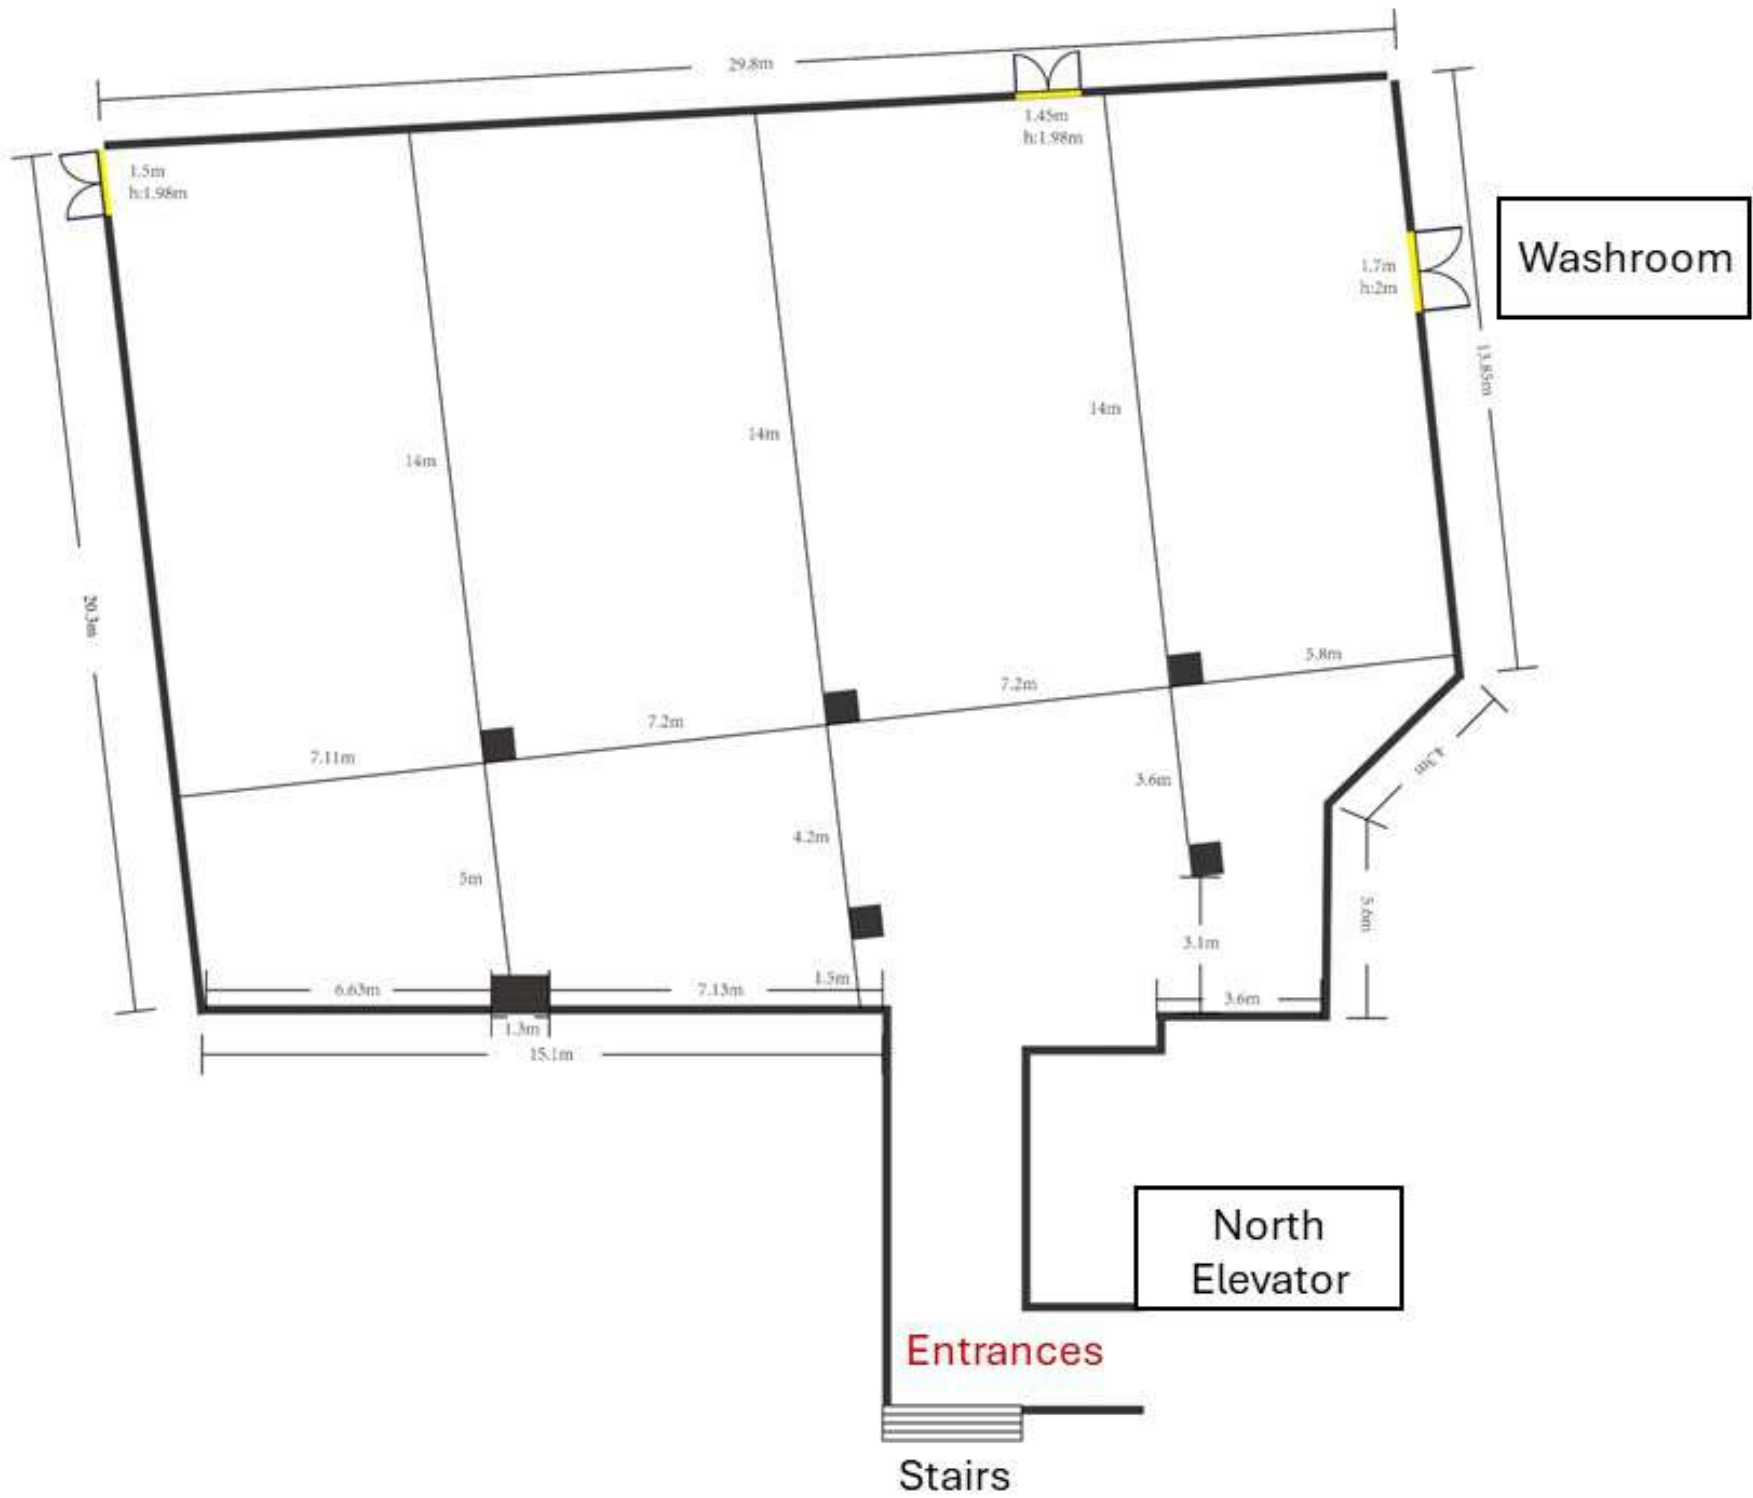 29.8m
1.45m
h:1.98m
1.5m
h:1.98m
Washroom
1.7m
h:2m
13.85m
14m
14m
14m
20.3m
5.8m
7.2m
7.2m
7.11m
4.3m
3.6m
4.2m
5m
5.6m
3.1m
1.5m
6.63m
7.13m
3.6m
1.3m
15.1m
North
Elevator
Entrances
Stairs